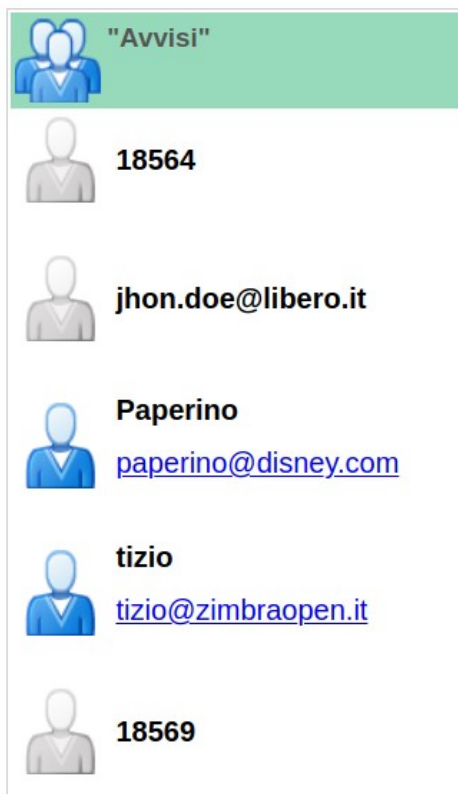 "Avvisi"
18564
jhon.doe@libero.it
Paperino
paperino@disney.com
tizio
tizio@zimbraopen.it
18569